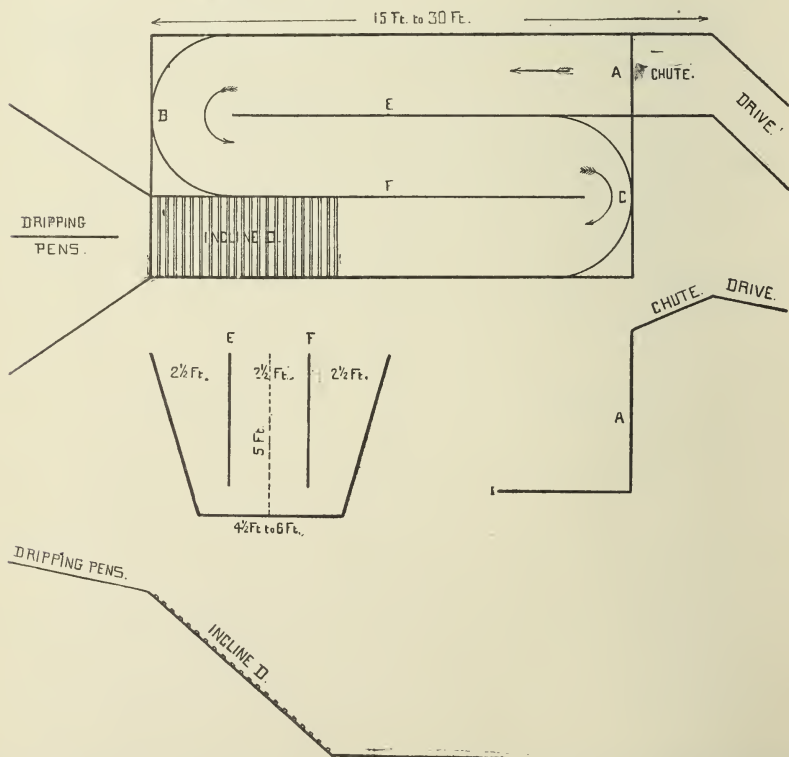 15 Ft. to 30 Ft.
A CHUTE.
DRIVE.
B
E
C
F
DRIPPING
PENS.
INCLINE D.
CHUTE. DRIVE.
E F
2½ Ft. 2½ Ft. 2½ Ft.
5 Ft.
A
4½ Ft to 6 Ft.
DRIPPING PENS.
INCLINE D.